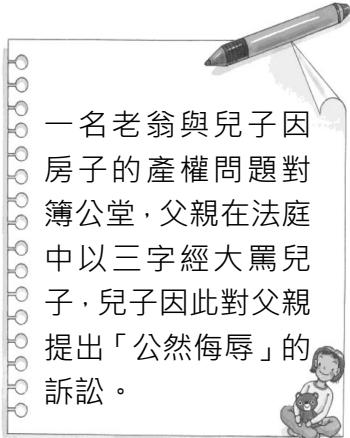 一名老翁與兒子因
房子的產權問題對
簿公堂，父親在法庭
中以三字經大罵兒
子，兒子因此對父親
提出「公然侮辱」的
訴訟。